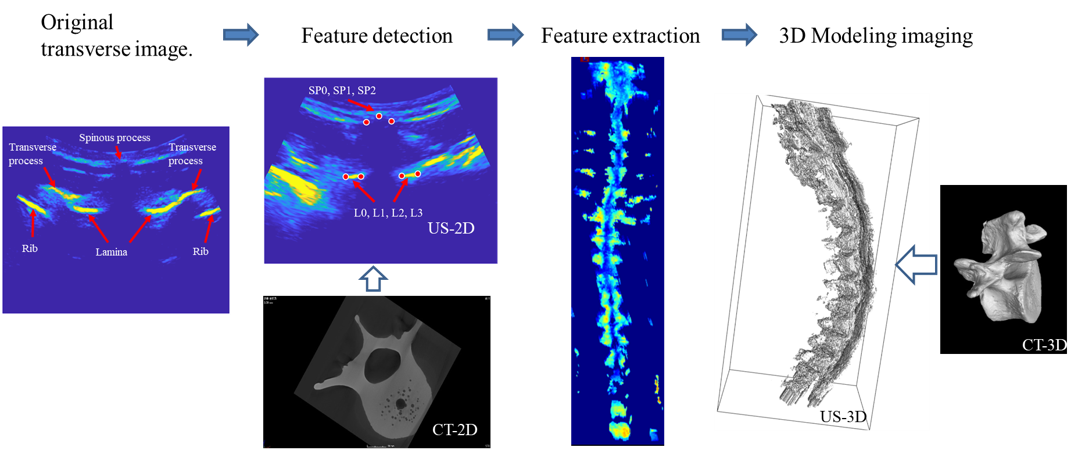 Original
transverse image.
Feature detection
Feature extraction
3D Modeling imaging
Spinous process
Transverse
process
Transverse
process
Rib
Lamina
Rib
SP0, SP1, SP2
L0, L1, L2, L3
US-2D
CT-2D
US-3D
CT-3D